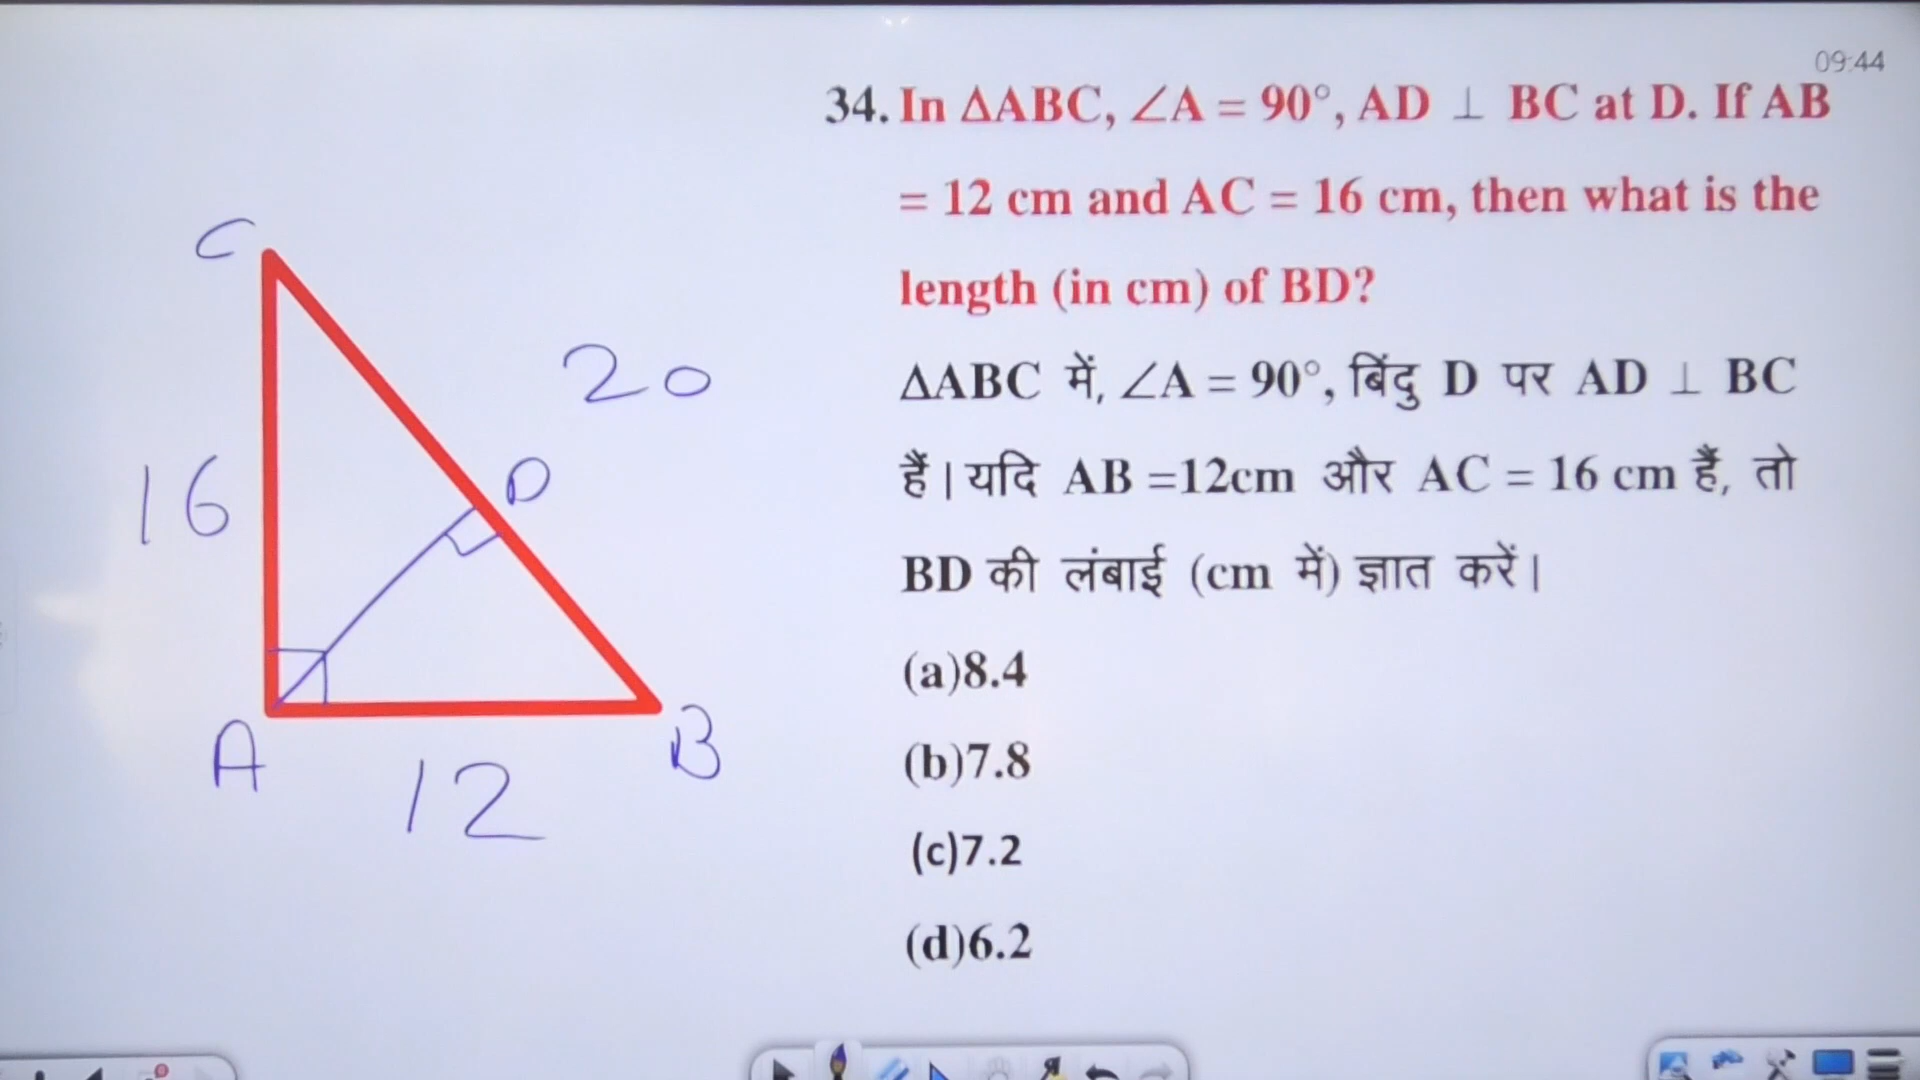 09:44
34. In ΔABC, ∠A = 90°, AD ⊥ BC at D. If AB
= 12 cm and AC = 16 cm, then what is the
length (in cm) of BD?
ΔABC में, ∠A = 90°, बिंदु D पर AD ⊥ BC
हैं। यदि AB =12cm और AC = 16 cm हैं, तो
BD की लंबाई (cm में) ज्ञात करें।
(a)8.4
(b)7.8
(c)7.2
(d)6.2
C
20
D
16
A
B
12